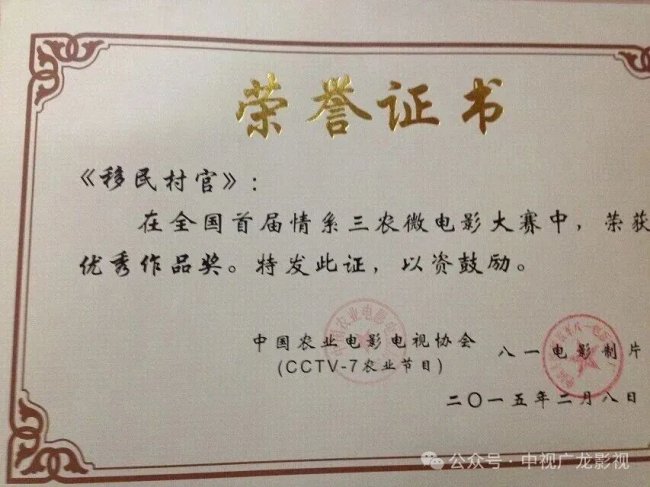 荣誉证书
《移民村官》：
在全国首届情系三农微电影大赛中，荣获
优秀作品奖。特发此证，以资鼓励。
中国农业电影电视协会 八一电影制片
(CCTV-7农业节目)
二〇一五年二月八日
公众号·中视广龙影视